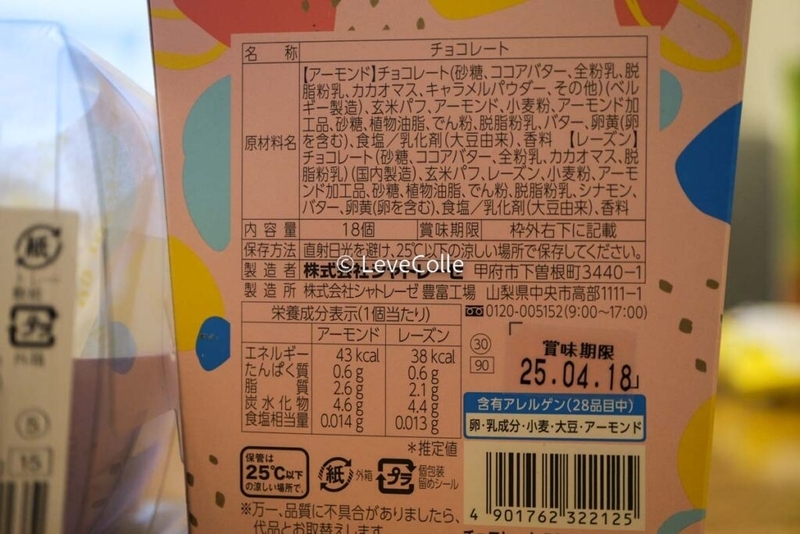 名称 チョコレート
原材料名
【アーモンド】チョコレート(砂糖、ココアバター、全粉乳、脱
脂粉乳、カカオマス、キャラメルパウダー、その他)(ベル
ギー製造)、玄米パフ、アーモンド、小麦粉、アーモンド加
工品、砂糖、植物油脂、でん粉、脱脂粉乳、バター、卵黄(卵
を含む)、食塩/乳化剤(大豆由来)、香料 【レーズン】
チョコレート(砂糖、ココアバター、全粉乳、カカオマス、脱
脂粉乳)(国内製造)、玄米パフ、レーズン、小麦粉、アーモ
ンド加工品、砂糖、植物油脂、でん粉、脱脂粉乳、シナモン、
バター、卵黄(卵を含む)、食塩/乳化剤(大豆由来)、香料
内容量 18個 賞味期限 枠外右下に記載
保存方法 直射日光を避け、25℃以下の涼しい場所で保存してください。
製造者 株式会社シャトレーゼ 甲府市下曽根町3440-1
© LeveColle
製造所 株式会社シャトレーゼ 豊富工場 山梨県中央市高部1111-1
栄養成分表示(1個当たり)
0120-005152(9:00~17:00)
アーモンド レーズン
エネルギー 43kcal 38kcal
たんぱく質 0.6g 0.6g
脂質 2.6g 2.1g
炭水化物 4.6g 4.4g
食塩相当量 0.014g 0.013g
*推定値
30
90
賞味期限
25.04.18
含有アレルゲン(28品目中)
卵・乳成分・小麦・大豆・アーモンド
保管は
25℃以下
の涼しい場所で。
紙 外箱
プラ 個包装
留めシール
※万一、品質に不具合がありましたら、
代品とお取替えします
4 901762 322125
紙
プラ
外箱
5
15